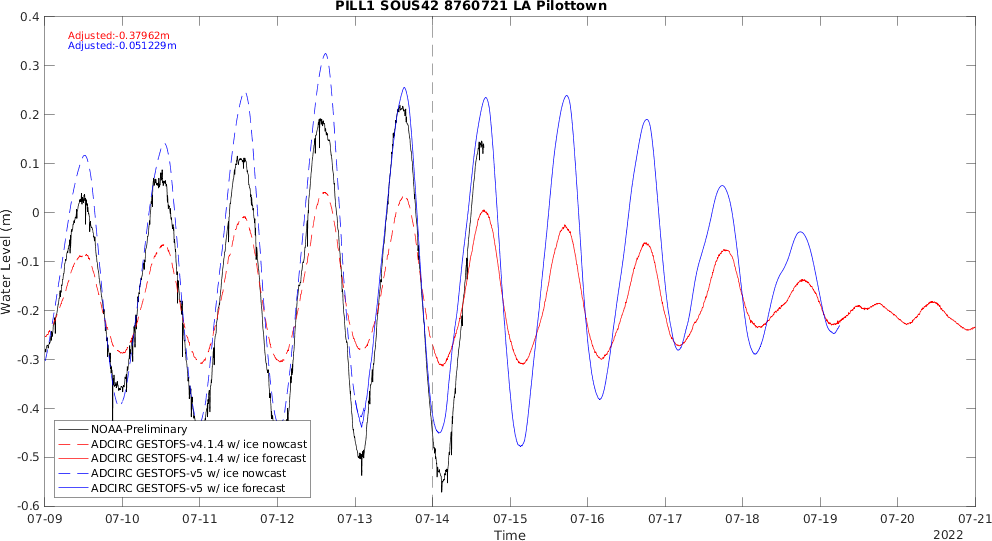 PILL1 SOUS42 8760721 LA Pilottown
Adjusted:-0.37962m
Adjusted:-0.051229m
0.4
0.3
0.2
0.1
0
-0.1
-0.2
-0.3
-0.4
-0.5
-0.6
Water Level (m)
NOAA-Preliminary
ADCIRC GESTOFS-v4.1.4 w/ ice nowcast
ADCIRC GESTOFS-v4.1.4 w/ ice forecast
ADCIRC GESTOFS-v5 w/ ice nowcast
ADCIRC GESTOFS-v5 w/ ice forecast
07-09 07-10 07-11 07-12 07-13 07-14 07-15 07-16 07-17 07-18 07-19 07-20 07-21
Time
2022